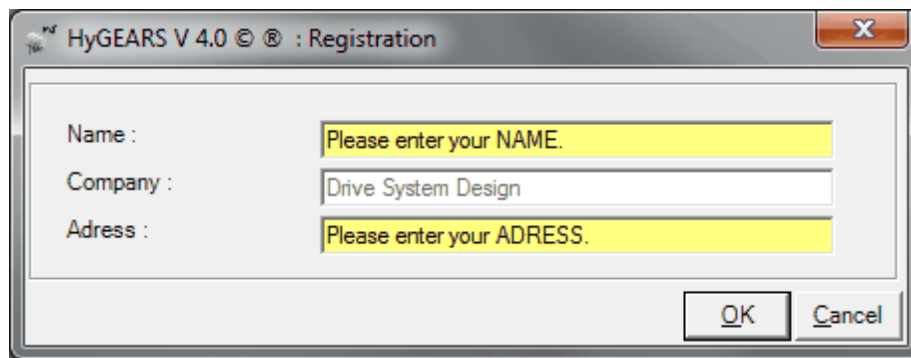 HyGEARS V 4.0 © ® : Registration
Name : Please enter your NAME.
Company : Drive System Design
Adress : Please enter your ADRESS.
OK Cancel